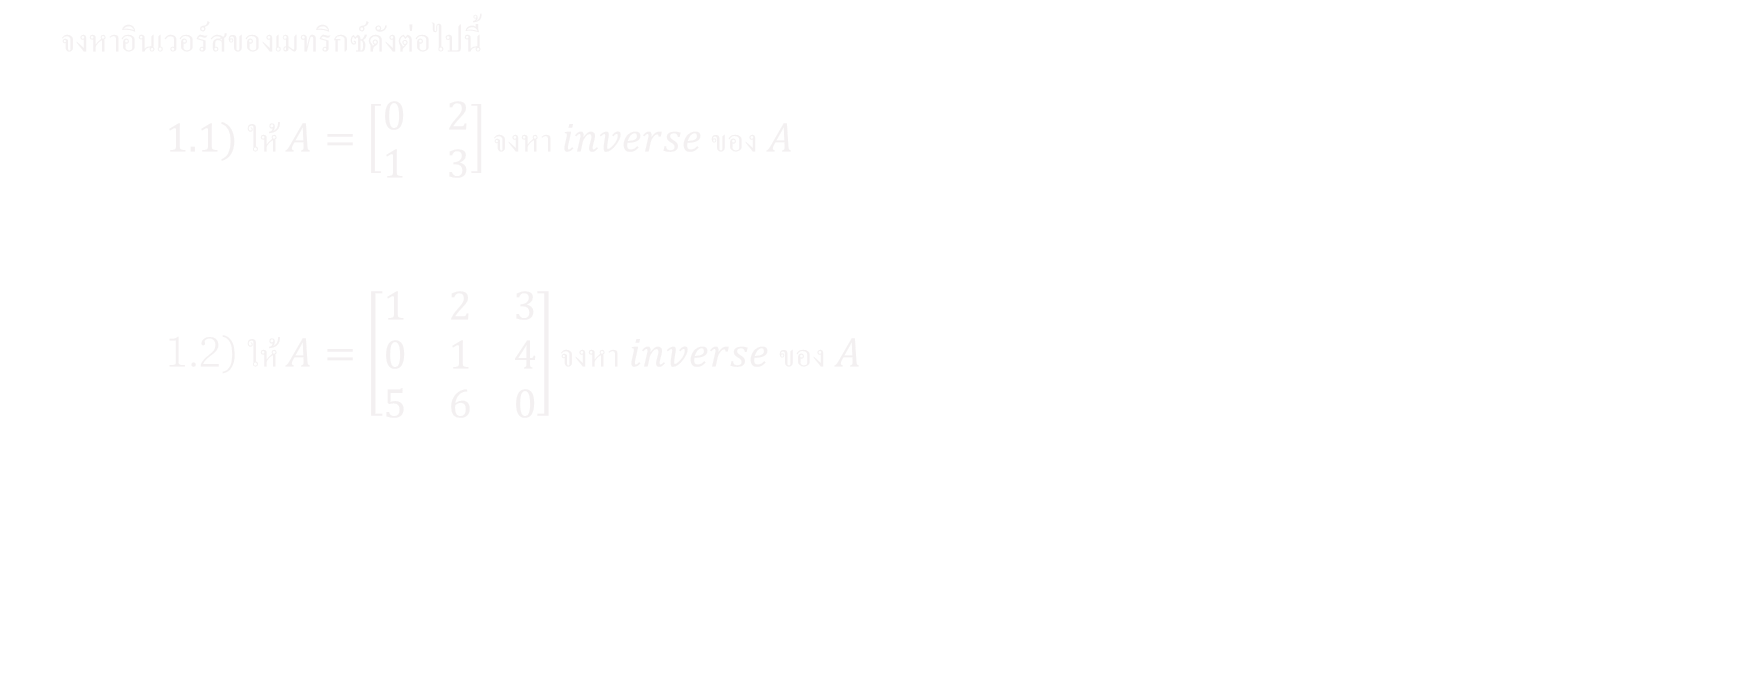 จงหาอินเวอร์สของเมทริกซ์ดังต่อไปนี้
1.1) ให้ A = [0 2; 1 3] จงหา inverse ของ A
1.2) ให้ A = [1 2 3; 0 1 4; 5 6 0] จงหา inverse ของ A